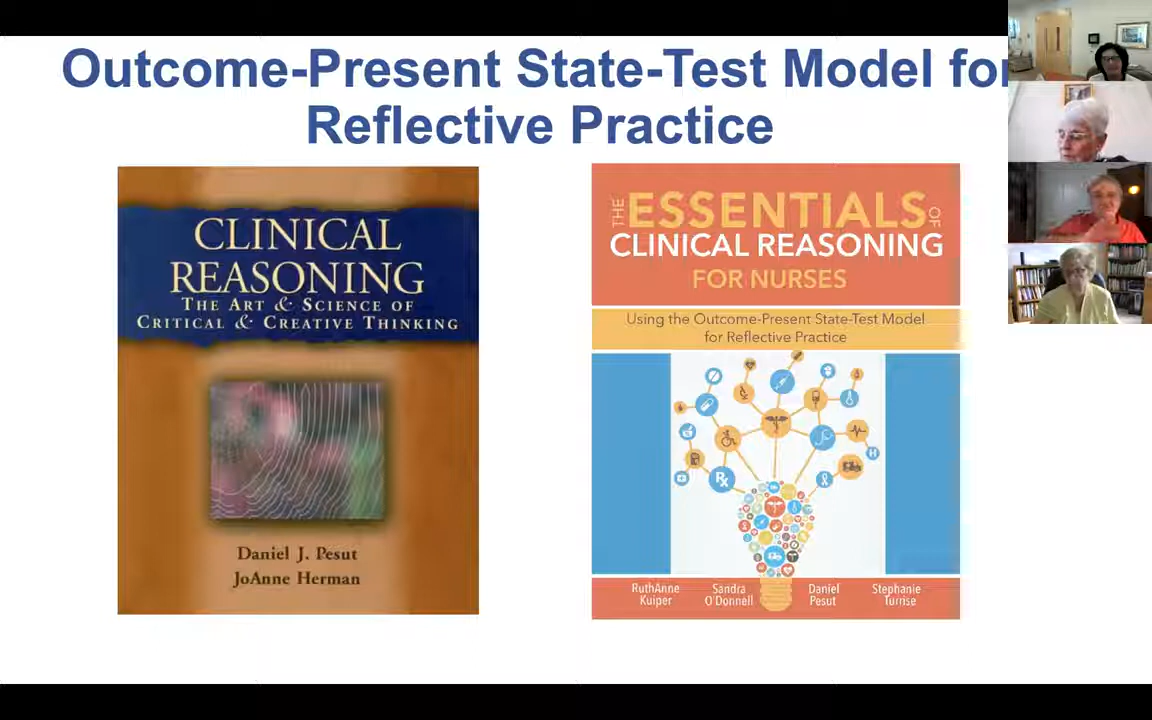 Outcome-Present State-Test Model for
Reflective Practice
CLINICAL
REASONING
THE ART & SCIENCE OF
CRITICAL & CREATIVE THINKING
Daniel J. Pesut
JoAnne Herman
THE ESSENTIALS OF
CLINICAL REASONING
FOR NURSES
Using the Outcome-Present State-Test Model
for Reflective Practice
Rx
H
RuthAnne Kuiper
Sandra O'Donnell
Daniel Pesut
Stephanie Turrise